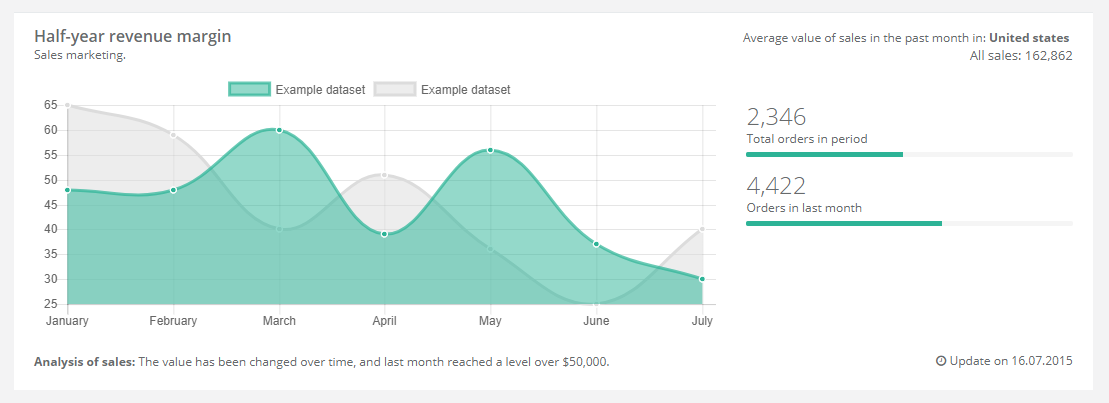 Half-year revenue margin
Sales marketing.
Average value of sales in the past month in: United states
All sales: 162,862
Example dataset
Example dataset
65
60
55
50
45
40
35
30
25
January
February
March
April
May
June
July
2,346
Total orders in period
4,422
Orders in last month
Analysis of sales: The value has been changed over time, and last month reached a level over $50,000.
Update on 16.07.2015